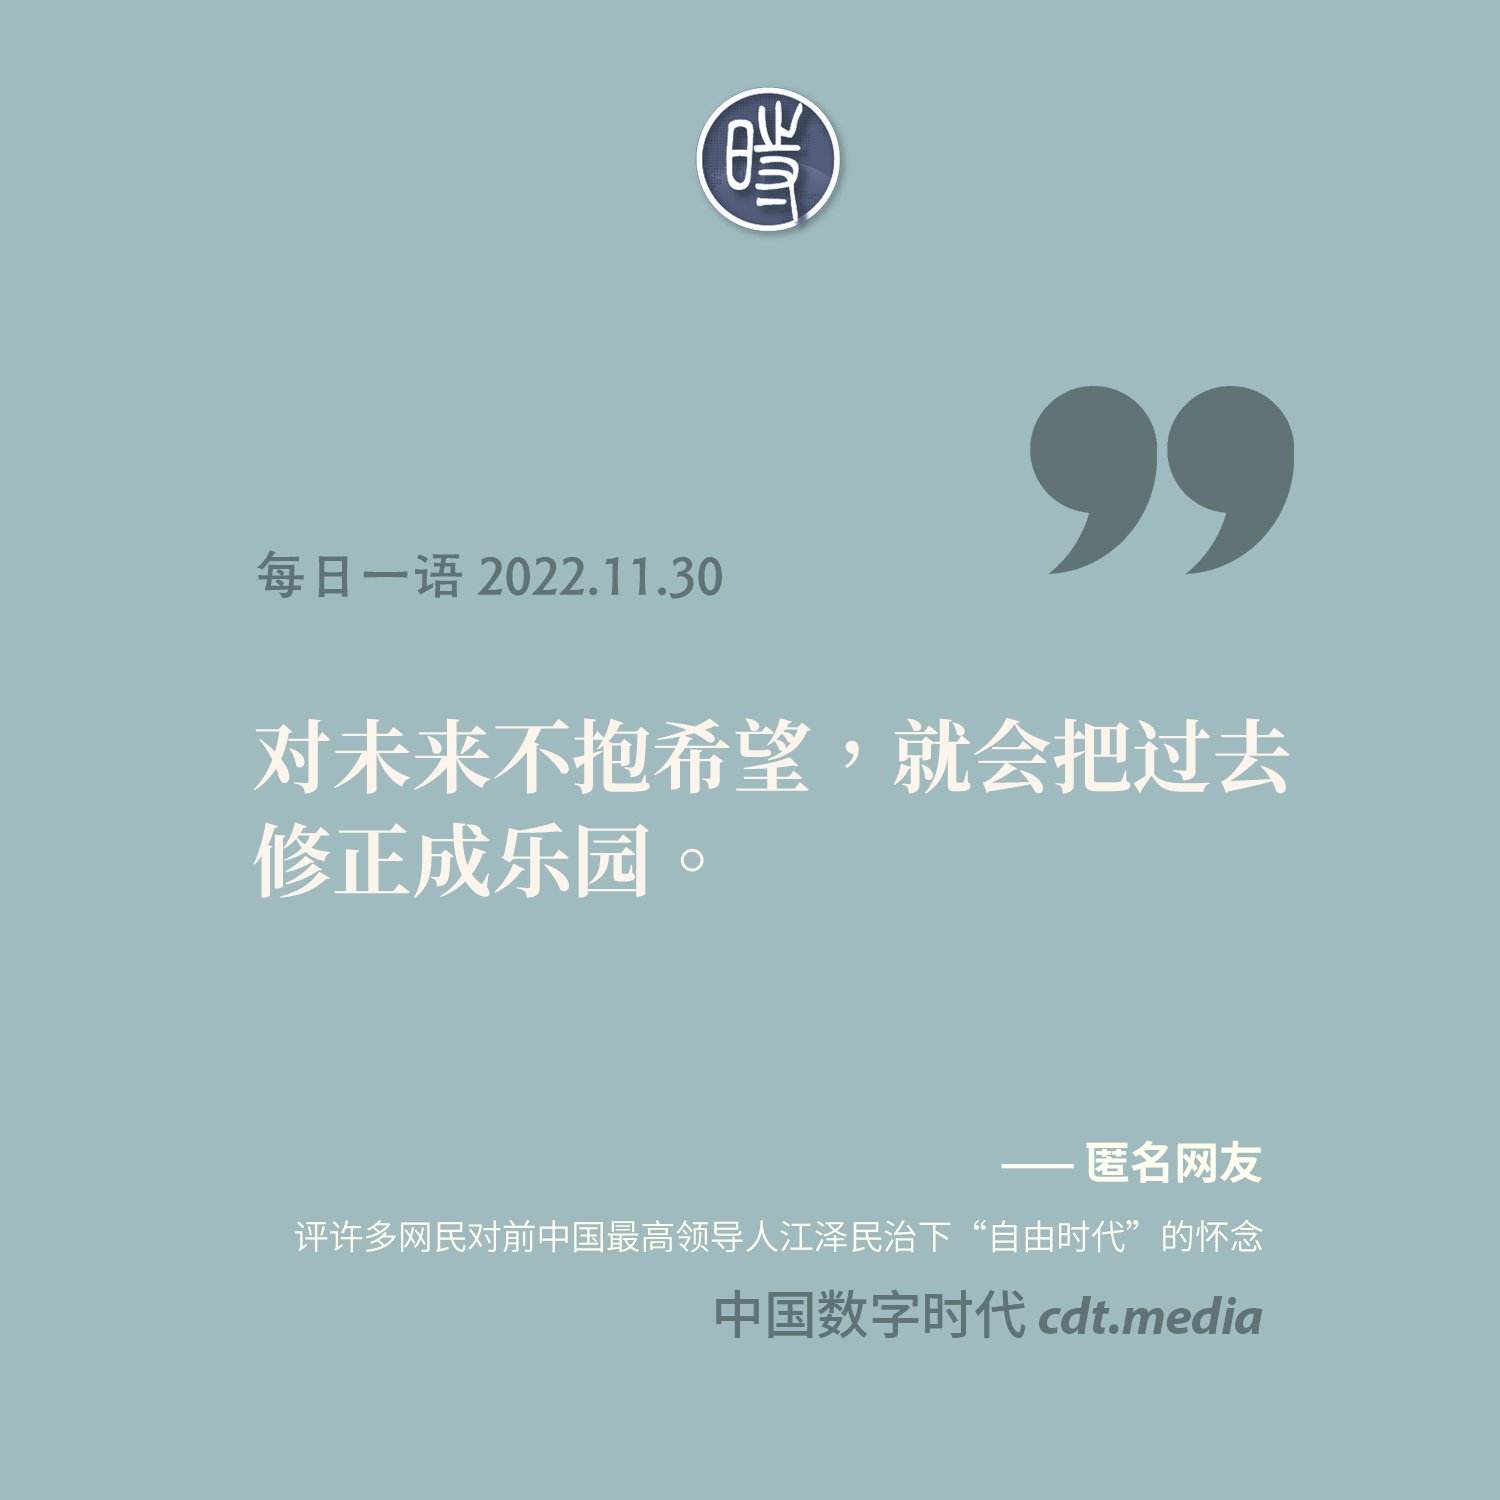 時
每日一语 2022.11.30
对未来不抱希望，就会把过去
修正成乐园。
—— 匿名网友
评许多网民对前中国最高领导人江泽民治下“自由时代”的怀念
中国数字时代 cdt.media